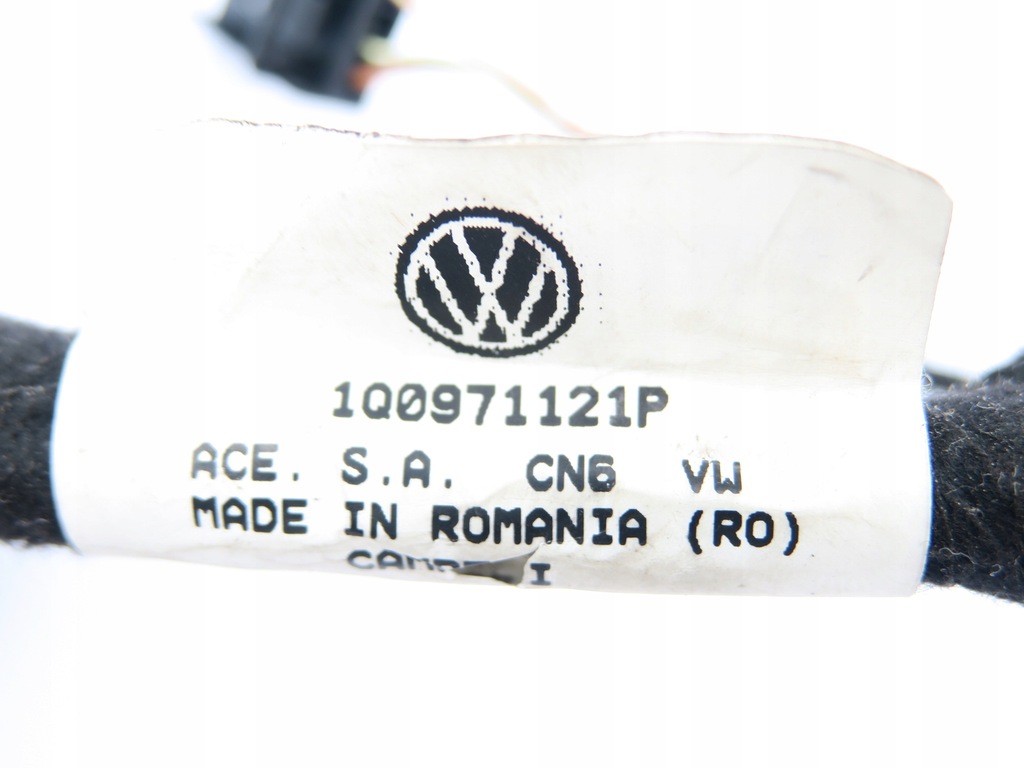 1Q0971121P
ACE. S.A. CN6 VW
MADE IN ROMANIA (RO)